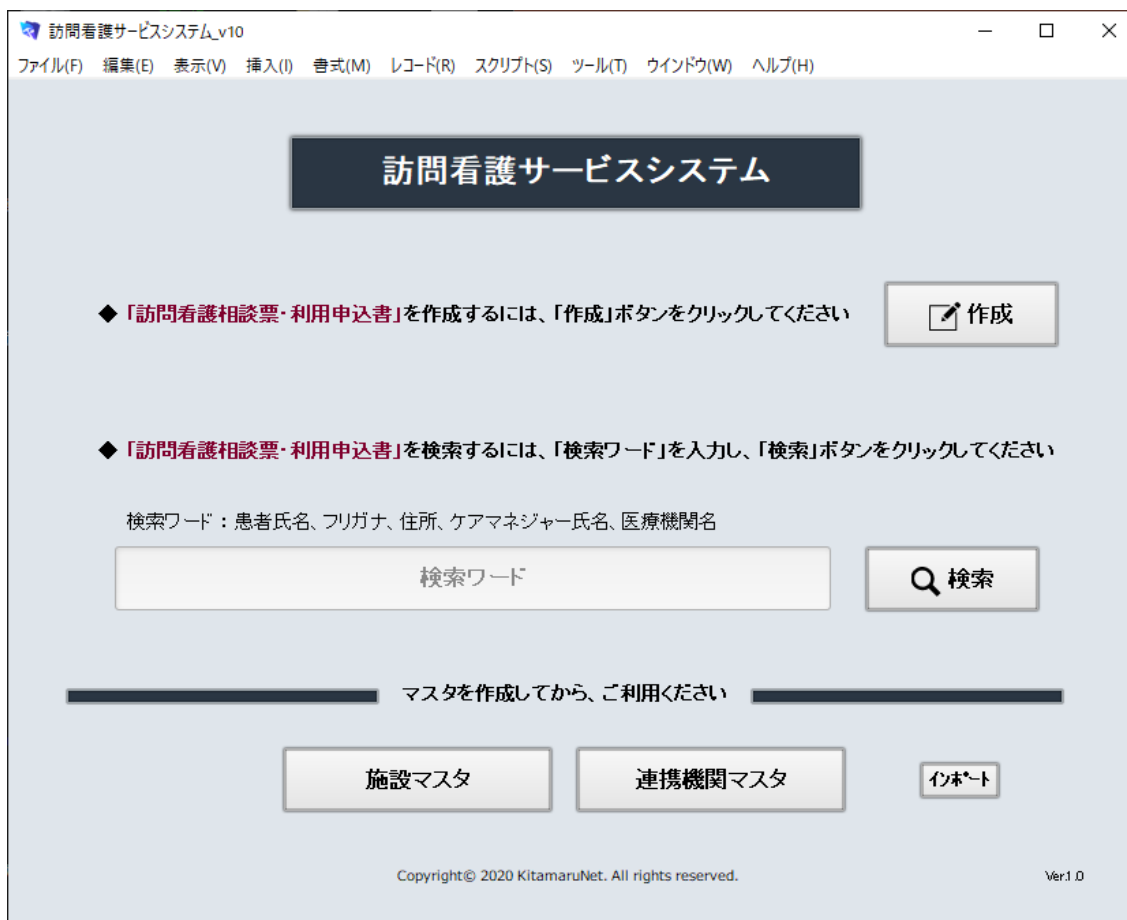 訪問看護サービスシステム_v10
ファイル(F) 編集(E) 表示(V) 挿入(I) 書式(M) レコード(R) スクリプト(S) ツール(T) ウインドウ(W) ヘルプ(H)
訪問看護サービスシステム
◆「訪問看護相談票・利用申込書」を作成するには、「作成」ボタンをクリックしてください
作成
◆「訪問看護相談票・利用申込書」を検索するには、「検索ワード」を入力し、「検索」ボタンをクリックしてください
検索ワード：患者氏名、フリガナ、住所、ケアマネジャー氏名、医療機関名
検索ワード
検索
マスタを作成してから、ご利用ください
施設マスタ
連携機関マスタ
インポート
Copyright© 2020 KitamaruNet. All rights reserved.
Ver.1.0